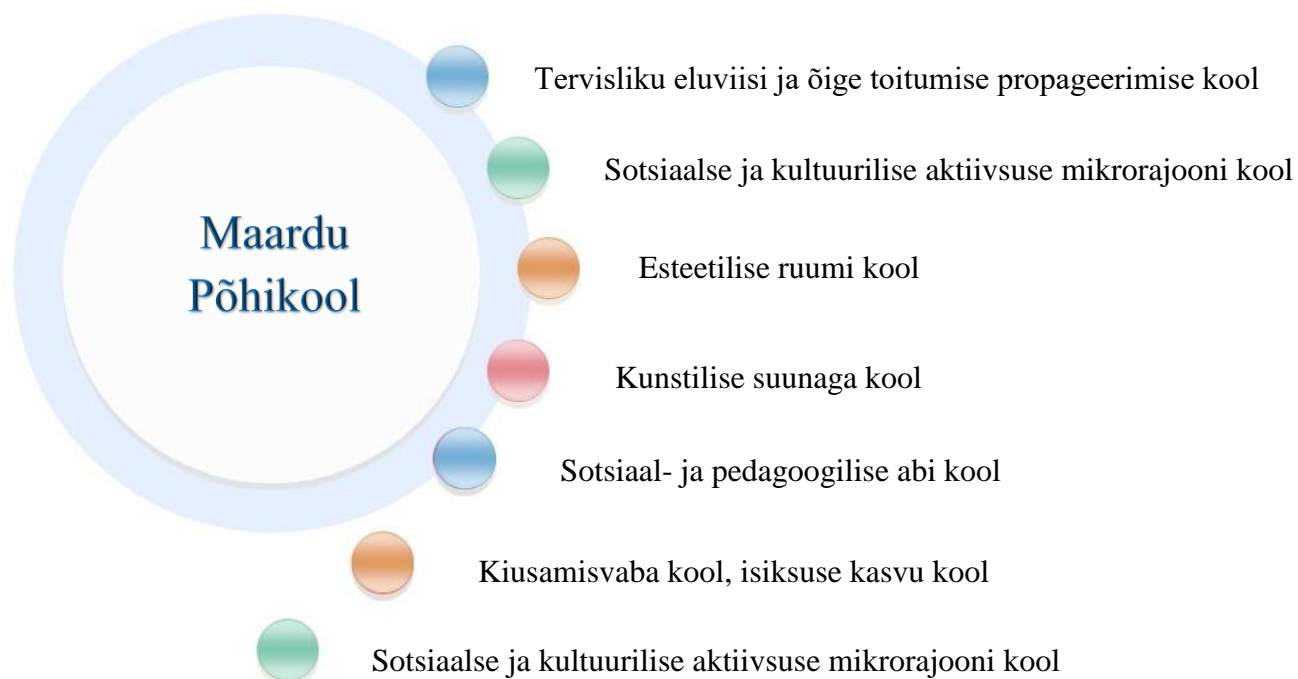 Tervisliku eluviisi ja õige toitumise propageerimise kool
Sotsiaalse ja kultuurilise aktiivsuse mikrorajooni kool
Maardu
Põhikool
Esteetilise ruumi kool
Kunstilise suunaga kool
Sotsiaal- ja pedagoogilise abi kool
Kiusamisvaba kool, isiksuse kasvu kool
Sotsiaalse ja kultuurilise aktiivsuse mikrorajooni kool